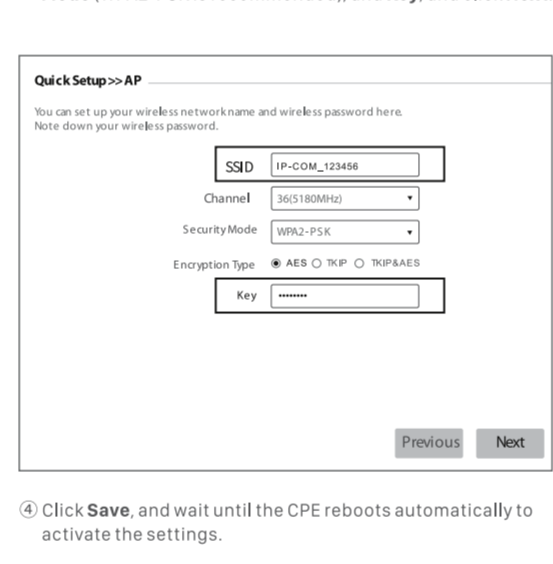 Quick Setup>>AP
You can set up your wireless network name and wireless password here.
Note down your wireless password.
SSID IP-COM_123456
Channel 36(5180MHz)
Security Mode WPA2-PSK
Encryption Type AES TKIP TKIP&AES
Key ••••••••
Previous Next
④ Click Save, and wait until the CPE reboots automatically to
activate the settings.